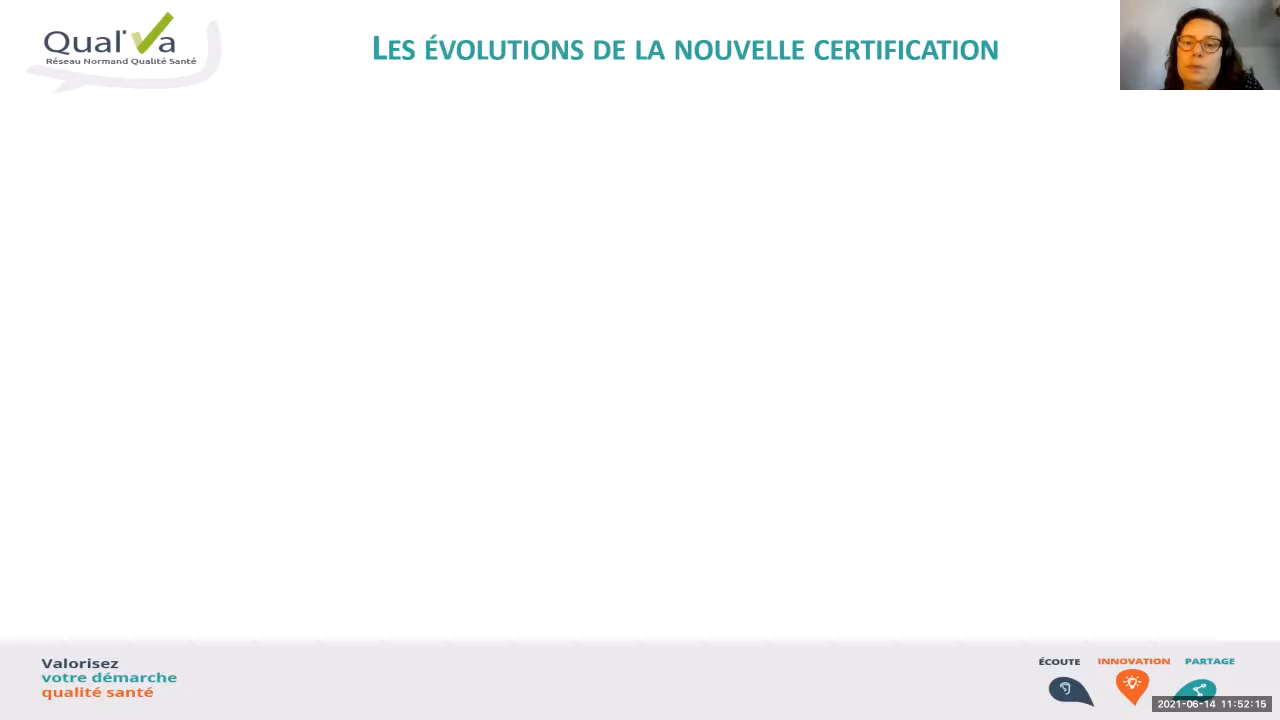 Qual'Va
Réseau Normand Qualité Santé
LES ÉVOLUTIONS DE LA NOUVELLE CERTIFICATION
Valorisez
votre démarche
qualité santé
ÉCOUTE
INNOVATION
PARTAGE
2021-06-14 11:52:15